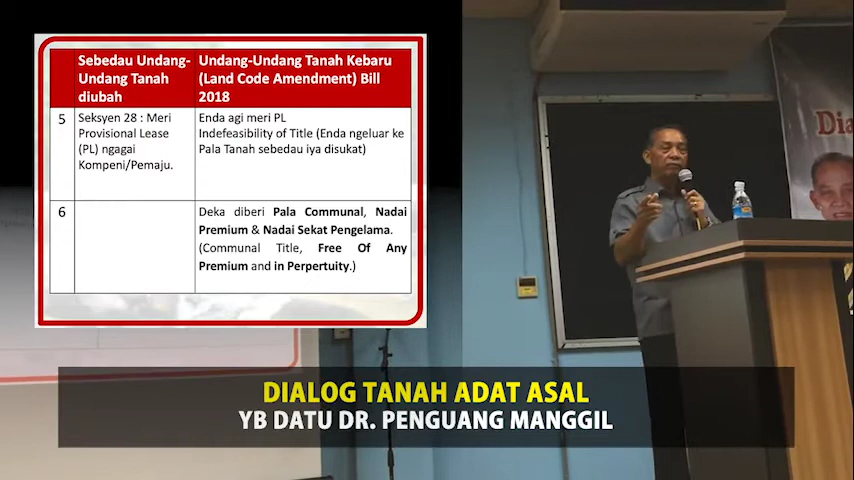 Sebedau Undang-
Undang Tanah
diubah
Undang-Undang Tanah Kebaru
(Land Code Amendment) Bill
2018
5
Seksyen 28 : Meri
Provisional Lease
(PL) ngagai
Kompeni/Pemaju.
Enda agi meri PL
Indefeasibility of Title (Enda ngeluar ke
Pala Tanah sebedau iya disukat)
6
Deka diberi Pala Communal, Nadai
Premium & Nadai Sekat Pengelama.
(Communal Title, Free Of Any
Premium and in Perpertuity.)
Dia
DIALOG TANAH ADAT ASAL
YB DATU DR. PENGUANG MANGGIL